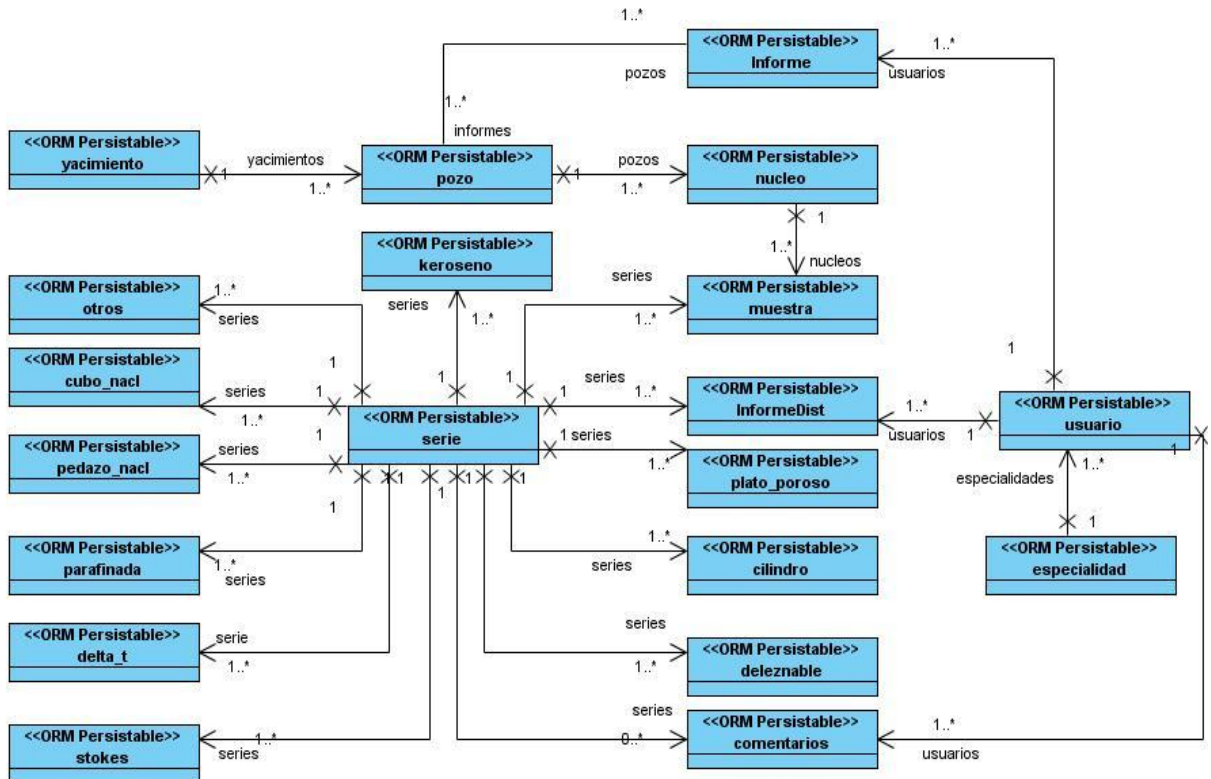 1..*
<<ORM Persistable>>
Informe
1..*
pozos
usuarios
1..*
informes
<<ORM Persistable>>
yacimiento
yacimientos
1
1..*
<<ORM Persistable>>
pozo
pozos
1
1..*
<<ORM Persistable>>
nucleo
1
1..*
nucleos
<<ORM Persistable>>
keroseno
series
1..*
<<ORM Persistable>>
otros
1..*
series
1
series
1..*
<<ORM Persistable>>
muestra
1
<<ORM Persistable>>
cubo_nacl
series
1
1..*
1
1
<<ORM Persistable>>
serie
series
1
1..*
<<ORM Persistable>>
InformeDist
1..*
usuarios
1
<<ORM Persistable>>
usuario
1
<<ORM Persistable>>
pedazo_nacl
series
1
1..*
1 series
1..*
<<ORM Persistable>>
plato_poroso
especialidades
1..*
1
<<ORM Persistable>>
especialidad
1
1
1
1
1
1
<<ORM Persistable>>
parafinada
1..*
series
1..*
series
<<ORM Persistable>>
cilindro
<<ORM Persistable>>
delta_t
serie
1..*
series
1..*
<<ORM Persistable>>
deleznable
<<ORM Persistable>>
stokes
1..*
series
series
0..*
<<ORM Persistable>>
comentarios
1..*
usuarios